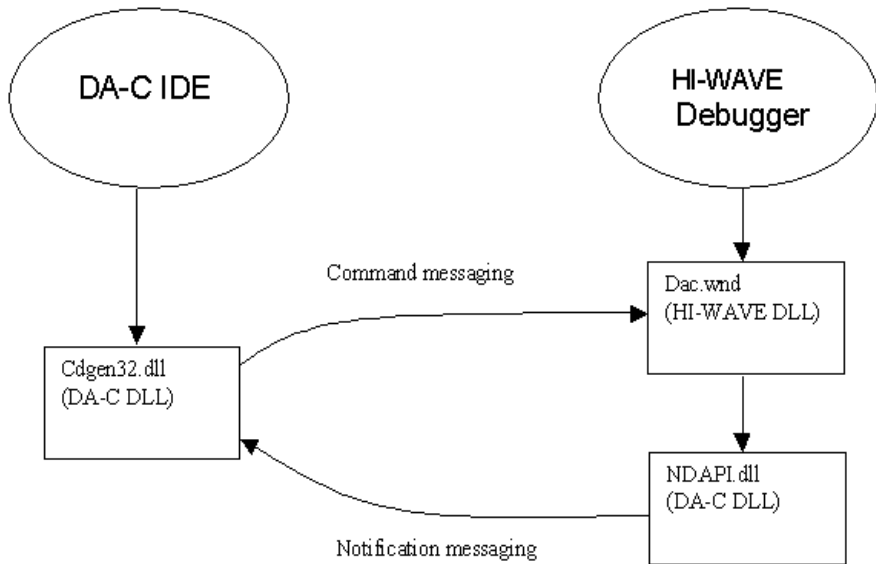 DA-C IDE
HI-WAVE
Debugger
Command messaging
Dac.wnd
(HI-WAVE DLL)
Cdgen32.dll
(DA-C DLL)
NDAPI.dll
(DA-C DLL)
Notification messaging